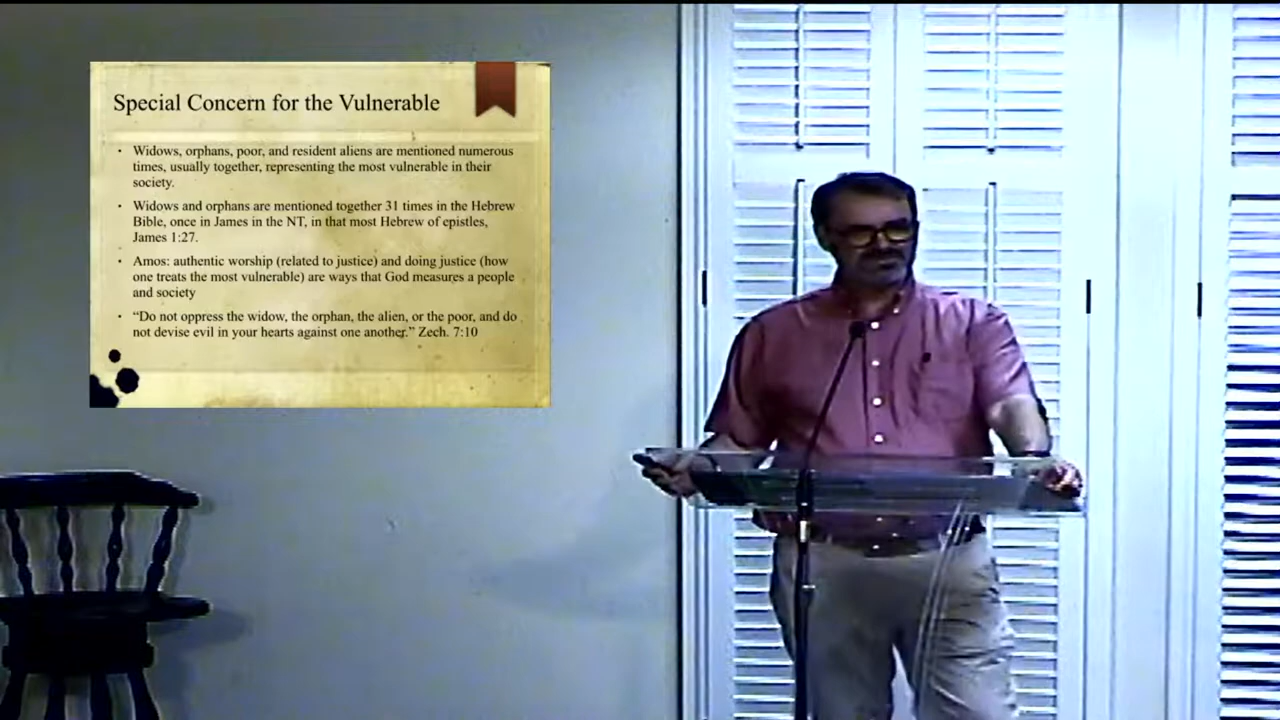 Special Concern for the Vulnerable
• Widows, orphans, poor, and resident aliens are mentioned numerous
times, usually together, representing the most vulnerable in their
society.
• Widows and orphans are mentioned together 31 times in the Hebrew
Bible, once in James in the NT. in that most Hebrew of epistles,
James 1:27.
• Amos: authentic worship (related to justice) and doing justice (how
one treats the most vulnerable) are ways that God measures a people
and society
• “Do not oppress the widow, the orphan, the alien, or the poor, and do
not devise evil in your hearts against one another.” Zech. 7:10